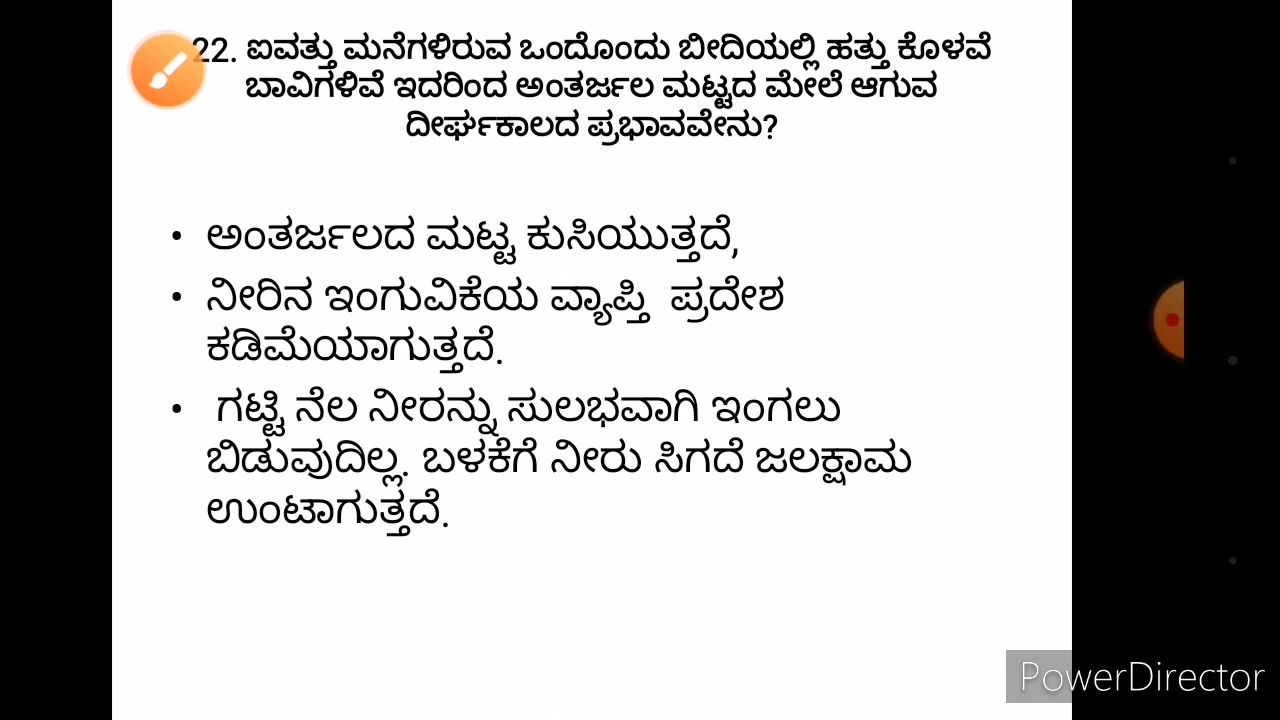 22. ಐವತ್ತು ಮನೆಗಳಿರುವ ಒಂದೊಂದು ಬೀದಿಯಲ್ಲಿ ಹತ್ತು ಕೊಳವೆ
ಬಾವಿಗಳಿವೆ ಇದರಿಂದ ಅಂತರ್ಜಲ ಮಟ್ಟದ ಮೇಲೆ ಆಗುವ
ದೀರ್ಘಕಾಲದ ಪ್ರಭಾವವೇನು?
• ಅಂತರ್ಜಲದ ಮಟ್ಟ ಕುಸಿಯುತ್ತದೆ,
• ನೀರಿನ ಇಂಗುವಿಕೆಯ ವ್ಯಾಪ್ತಿ ಪ್ರದೇಶ
ಕಡಿಮೆಯಾಗುತ್ತದೆ.
• ಗಟ್ಟಿ ನೆಲ ನೀರನ್ನು ಸುಲಭವಾಗಿ ಇಂಗಲು
ಬಿಡುವುದಿಲ್ಲ. ಬಳಕೆಗೆ ನೀರು ಸಿಗದೆ ಜಲಕ್ಷಾಮ
ಉಂಟಾಗುತ್ತದೆ.
PowerDirector